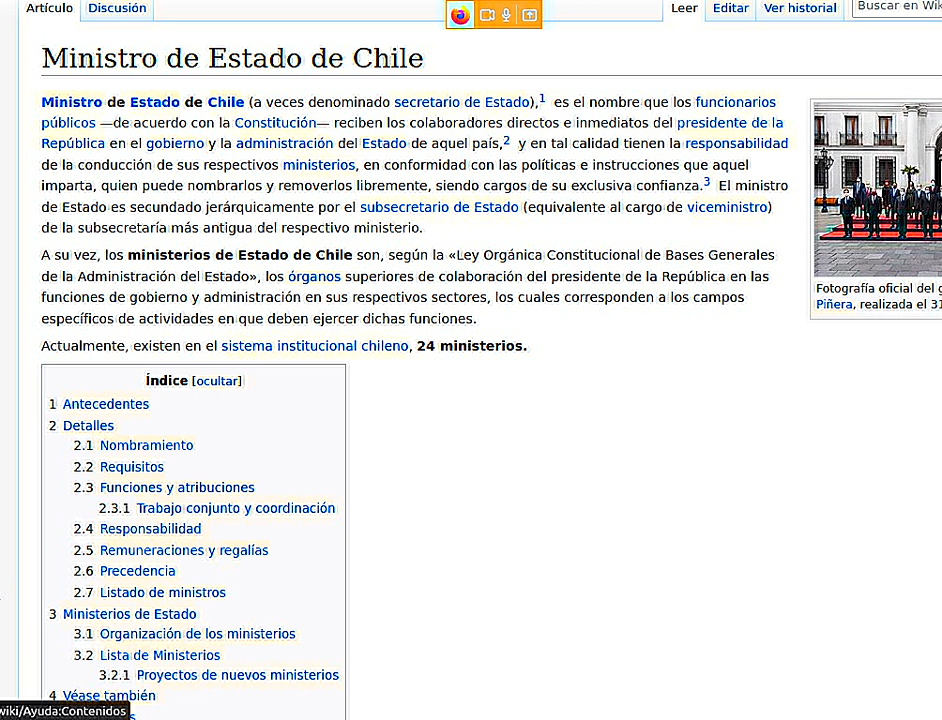 Artículo Discusión Leer Editar Ver historial Buscar en Wik
Ministro de Estado de Chile
Ministro de Estado de Chile (a veces denominado secretario de Estado),1 es el nombre que los funcionarios
públicos —de acuerdo con la Constitución— reciben los colaboradores directos e inmediatos del presidente de la
República en el gobierno y la administración del Estado de aquel país,2 y en tal calidad tienen la responsabilidad
de la conducción de sus respectivos ministerios, en conformidad con las políticas e instrucciones que aquel
imparta, quien puede nombrarlos y removerlos libremente, siendo cargos de su exclusiva confianza.3 El ministro
de Estado es secundado jerárquicamente por el subsecretario de Estado (equivalente al cargo de viceministro)
de la subsecretaría más antigua del respectivo ministerio.
A su vez, los ministerios de Estado de Chile son, según la «Ley Orgánica Constitucional de Bases Generales
de la Administración del Estado», los órganos superiores de colaboración del presidente de la República en las
funciones de gobierno y administración en sus respectivos sectores, los cuales corresponden a los campos
específicos de actividades en que deben ejercer dichas funciones.
Actualmente, existen en el sistema institucional chileno, 24 ministerios.
Fotografía oficial del g
Piñera, realizada el 31
Índice [ocultar]
1 Antecedentes
2 Detalles
2.1 Nombramiento
2.2 Requisitos
2.3 Funciones y atribuciones
2.3.1 Trabajo conjunto y coordinación
2.4 Responsabilidad
2.5 Remuneraciones y regalías
2.6 Precedencia
2.7 Listado de ministros
3 Ministerios de Estado
3.1 Organización de los ministerios
3.2 Lista de Ministerios
3.2.1 Proyectos de nuevos ministerios
4 Véase también
wiki/Ayuda:Contenidos